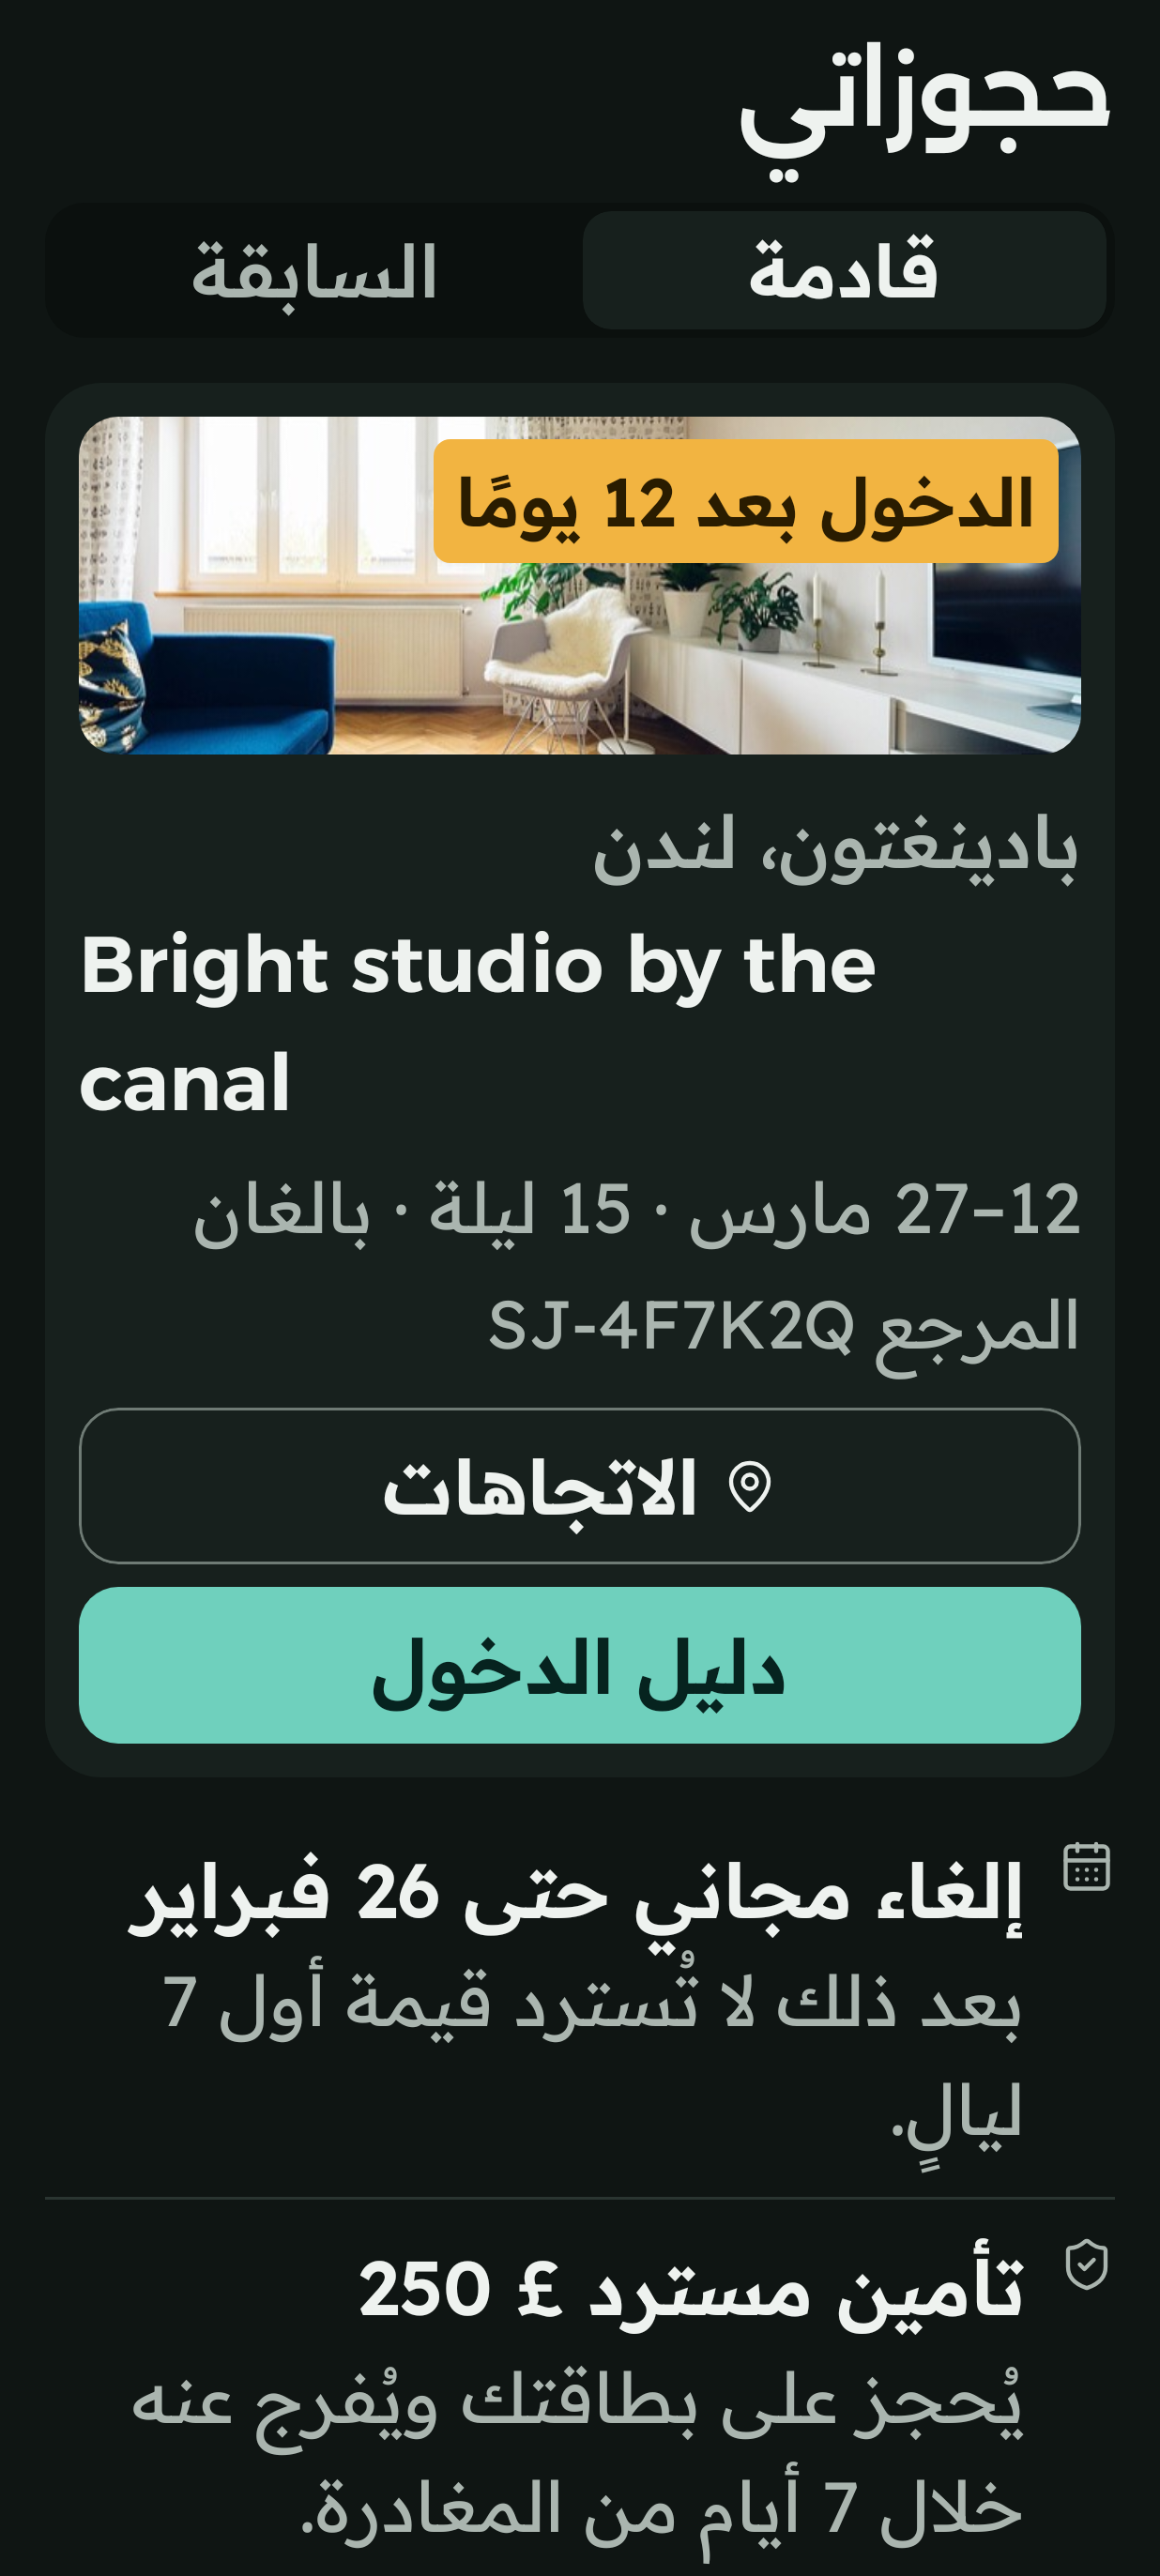 حجوزاتي
قادمة
السابقة
الدخول بعد 12 يومًا
بادينغتون، لندن
Bright studio by the
canal
12–27 مارس · 15 ليلة · بالغان
المرجع SJ-4F7K2Q
الاتجاهات
دليل الدخول
إلغاء مجاني حتى 26 فبراير
بعد ذلك لا تُسترد قيمة أول 7
ليالٍ.
تأمين مسترد £ 250
يُحجز على بطاقتك ويُفرج عنه
خلال 7 أيام من المغادرة.